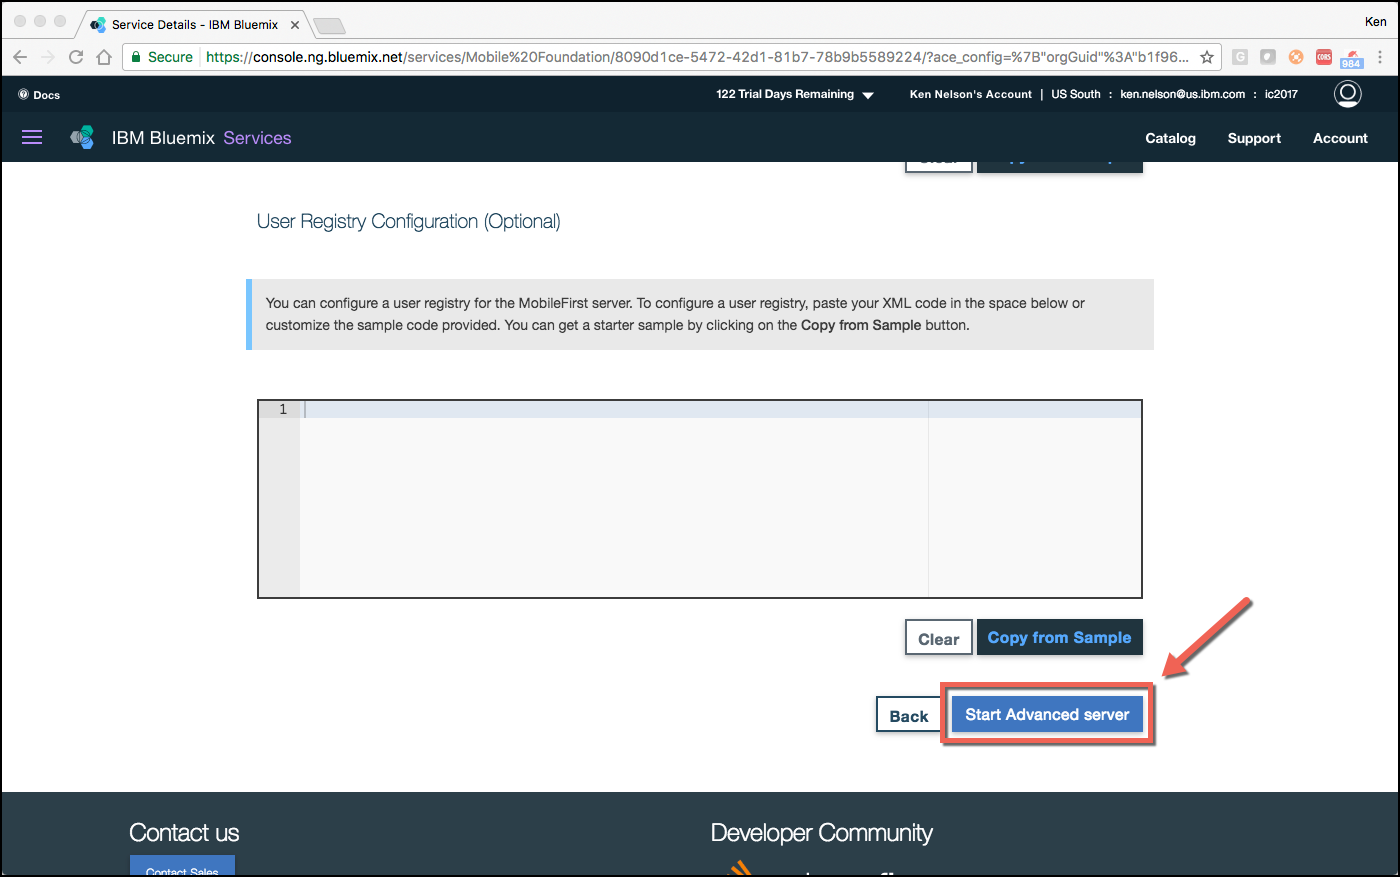 Service Details - IBM Bluemix
Ken
Secure https://console.ng.bluemix.net/services/Mobile%20Foundation/8090d1ce-5472-42d1-81b7-78b9b5589224/?ace_config=%7B"orgGuid"%3A"b1f96...
G
CORS
984
Docs
122 Trial Days Remaining
Ken Nelson's Account | US South : ken.nelson@us.ibm.com : ic2017
IBM Bluemix Services
Catalog Support Account
User Registry Configuration (Optional)
You can configure a user registry for the MobileFirst server. To configure a user registry, paste your XML code in the space below or
customize the sample code provided. You can get a starter sample by clicking on the Copy from Sample button.
1
Clear Copy from Sample
Back Start Advanced server
Contact us
Developer Community
Contact Sales